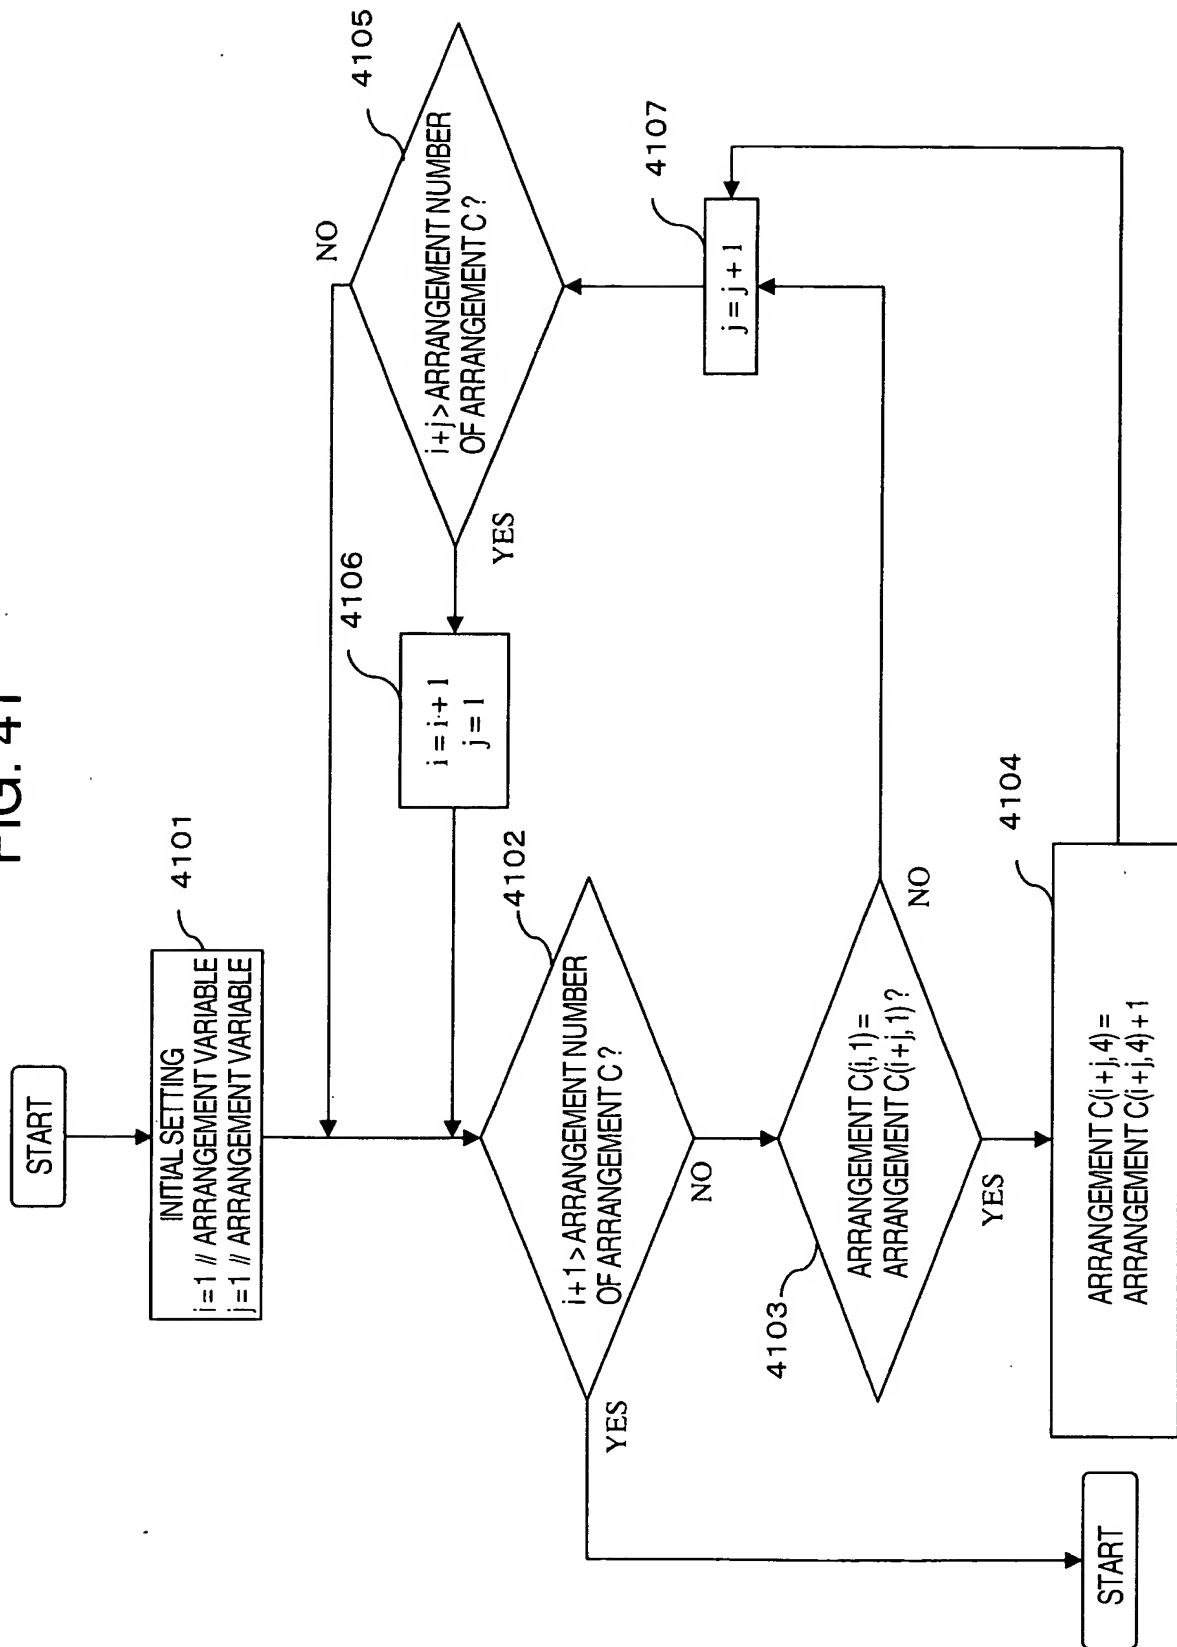 FIG. 41
START
4101
INITIAL SETTING
i=1 // ARRANGEMENT VARIABLE
j=1 // ARRANGEMENT VARIABLE
4102
i+1 > ARRANGEMENT NUMBER
OF ARRANGEMENT C?
YES
NO
4103
ARRANGEMENT C(i, 1) =
ARRANGEMENT C(i+j, 1) ?
NO
YES
4104
ARRANGEMENT C(i+j, 4) =
ARRANGEMENT C(i+j, 4) +1
4107
j = j + 1
4105
i+j > ARRANGEMENT NUMBER
OF ARRANGEMENT C?
NO
YES
4106
i = i + 1
j = 1
START